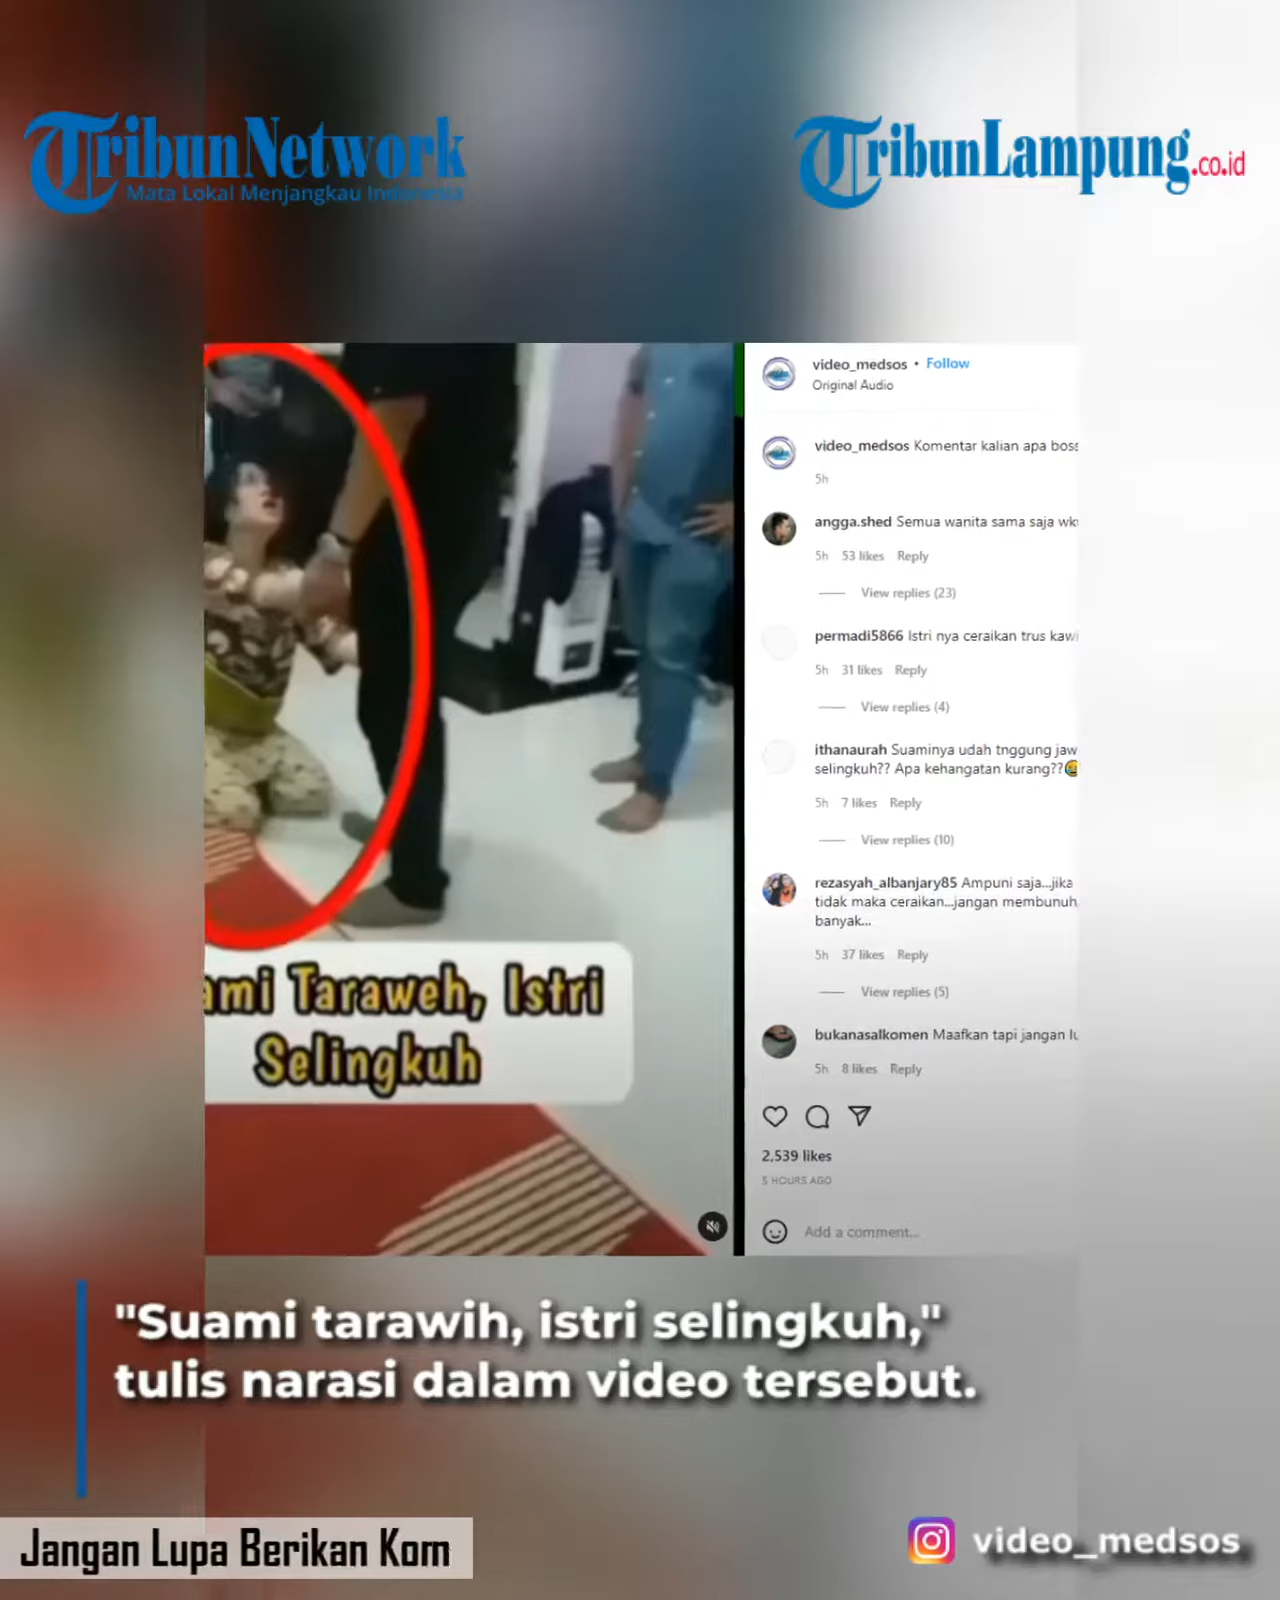 TribunNetwork
Mata Lokal Menjangkau Indonesia
TribunLampung.co.id
video_medsos • Follow
Original Audio
video_medsos Komentar kalian apa boss
5h
angga.shed Semua wanita sama saja wk
5h 53 likes Reply
View replies (23)
permadi5866 Istri nya ceraikan trus kawi
5h 31 likes Reply
View replies (4)
ithanaurah Suaminya udah tnggung jaw
selingkuh?? Apa kehangatan kurang??😂
5h 7 likes Reply
View replies (10)
rezasyah_albanjary85 Ampuni saja...jika
tidak maka ceraikan...jangan membunuh,
banyak...
5h 37 likes Reply
View replies (5)
bukanasalkomen Maafkan tapi jangan lu
5h 8 likes Reply
2,539 likes
5 HOURS AGO
Add a comment...
ami Taraweh, Istri
Selingkuh
"Suami tarawih, istri selingkuh,"
tulis narasi dalam video tersebut.
Jangan Lupa Berikan Kom
video_medsos